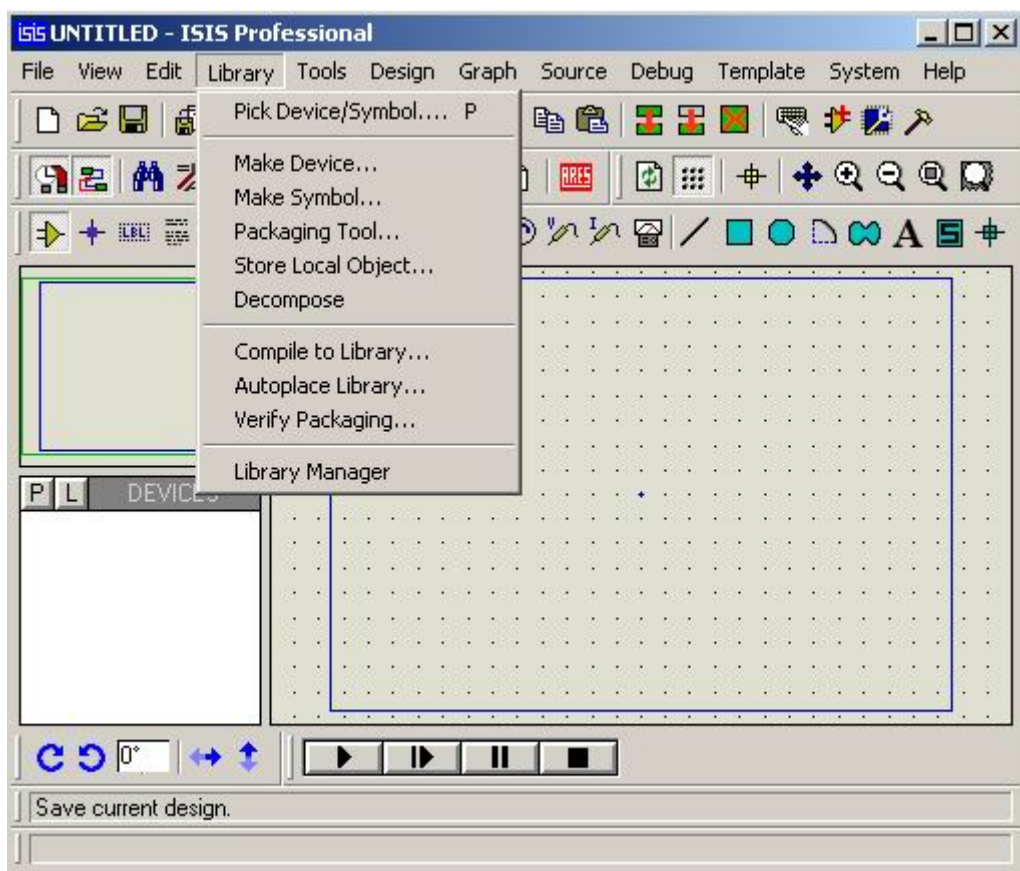 isis UNTITLED - ISIS Professional
File View Edit Library Tools Design Graph Source Debug Template System Help
Pick Device/Symbol.... P
Make Device...
Make Symbol...
Packaging Tool...
Store Local Object...
Decompose
Compile to Library...
Autoplace Library...
Verify Packaging...
Library Manager
ARES
LBL
A
S
P L DEVICES
0°
Save current design.